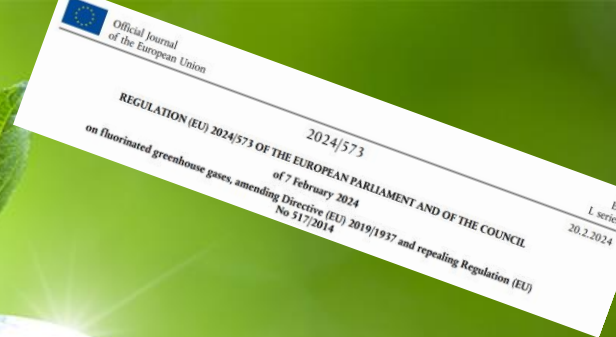 Official Journal
of the European Union
2024/573
L serie
20.2.2024
REGULATION (EU) 2024/573 OF THE EUROPEAN PARLIAMENT AND OF THE COUNCIL
of 7 February 2024
on fluorinated greenhouse gases, amending Directive (EU) 2019/1937 and repealing Regulation (EU)
No 517/2014